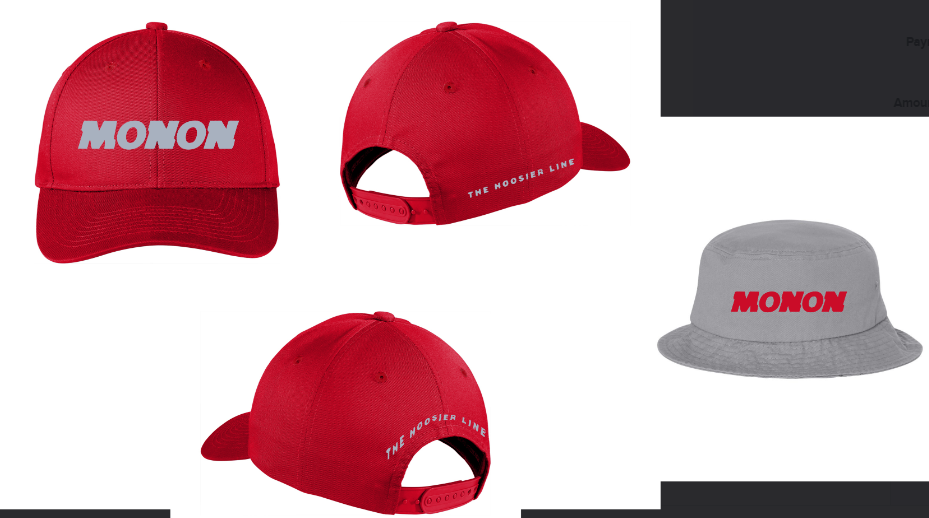 MONON
THE HOOSIER LINE
MONON
THE HOOSIER LINE